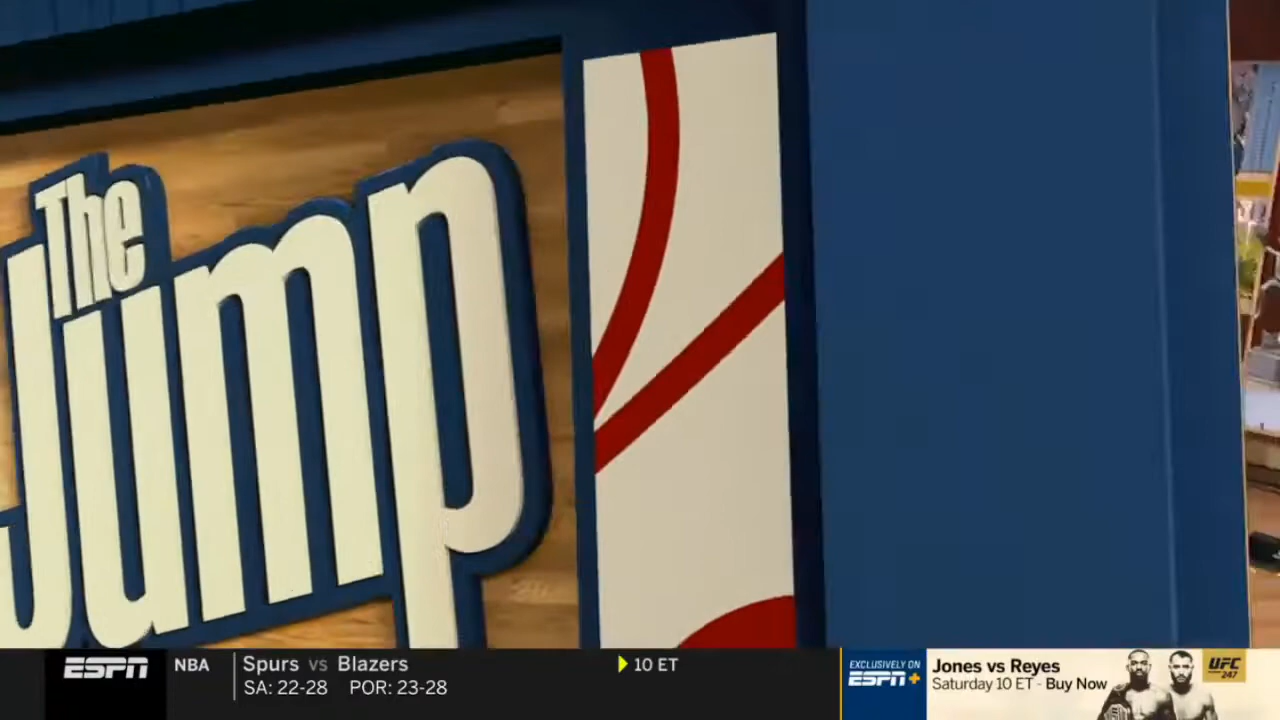 The
Jump
ESPN
NBA
Spurs vs Blazers
SA: 22-28 POR: 23-28
10 ET
EXCLUSIVELY ON
ESPN+
Jones vs Reyes
Saturday 10 ET - Buy Now
UFC
247